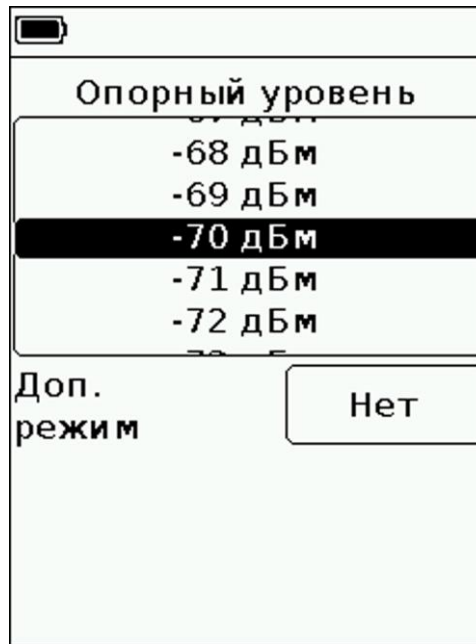 Опорный уровень
-68 дБм
-69 дБм
-70 дБм
-71 дБм
-72 дБм
Доп.
режим
Нет